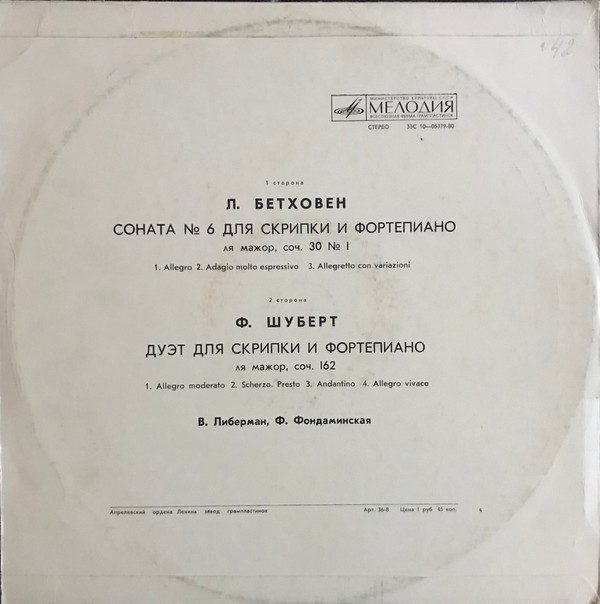 №42
МИНИСТЕРСТВО КУЛЬТУРЫ СССР
МЕЛОДИЯ
ВСЕСОЮЗНАЯ ФИРМА ГРАМПЛАСТИНОК
СТЕРЕО 33С 10—05379-80
1 сторона
Л. БЕТХОВЕН
СОНАТА № 6 ДЛЯ СКРИПКИ И ФОРТЕПИАНО
ля мажор, соч. 30 № 1
1. Allegro 2. Adagio molto espressivo 3. Allegretto con variazioni
2 сторона
Ф. ШУБЕРТ
ДУЭТ ДЛЯ СКРИПКИ И ФОРТЕПИАНО
ля мажор, соч. 162
1. Allegro moderato 2. Scherzo. Presto 3. Andantino 4. Allegro vivace
В. Либерман, Ф. Фондаминская
Апрелевский ордена Ленина завод грампластинок Арт. 36-8 Цена 1 руб 45 коп.